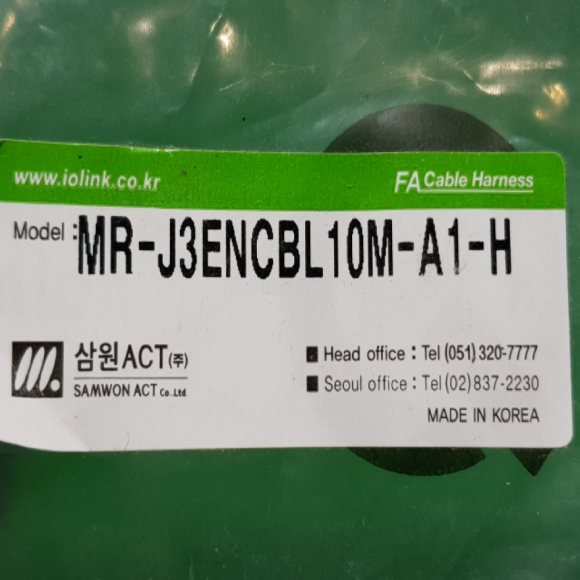 www.iolink.co.kr
FA Cable Harness
Model : MR-J3ENCBL10M-A1-H
삼원ACT(주)
SAMWON ACT Co.Ltd
■ Head office : Tel (051) 320-7777
■ Seoul office : Tel (02) 837-2230
MADE IN KOREA